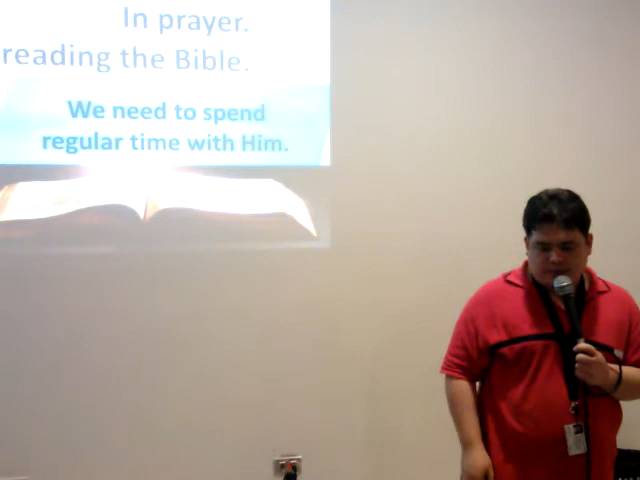 In prayer.
reading the Bible.
We need to spend
regular time with Him.